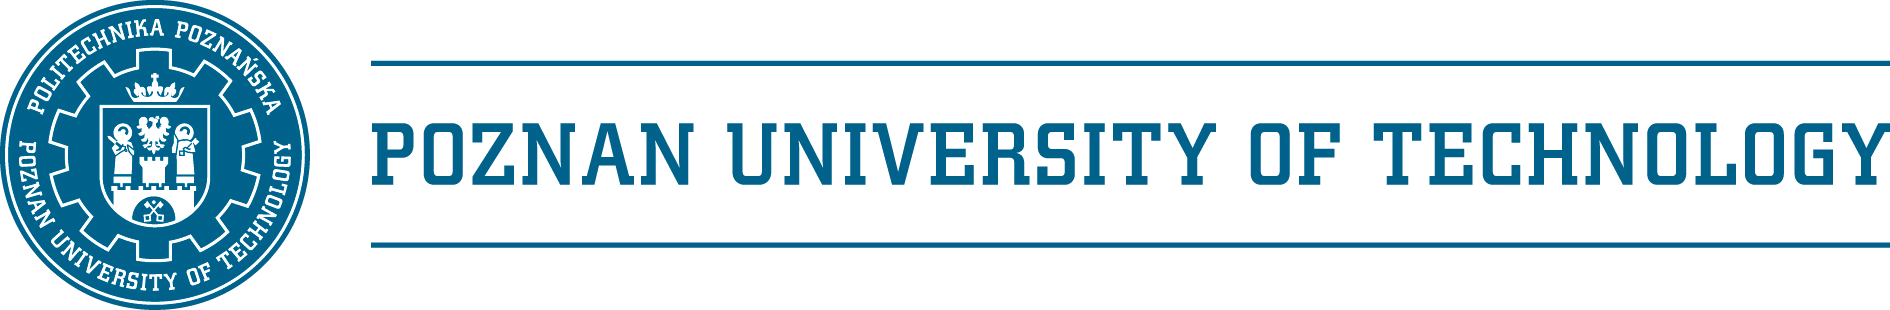 POLITECHNIKA POZNAŃSKA
POZNAN UNIVERSITY OF TECHNOLOGY
POZNAN UNIVERSITY OF TECHNOLOGY